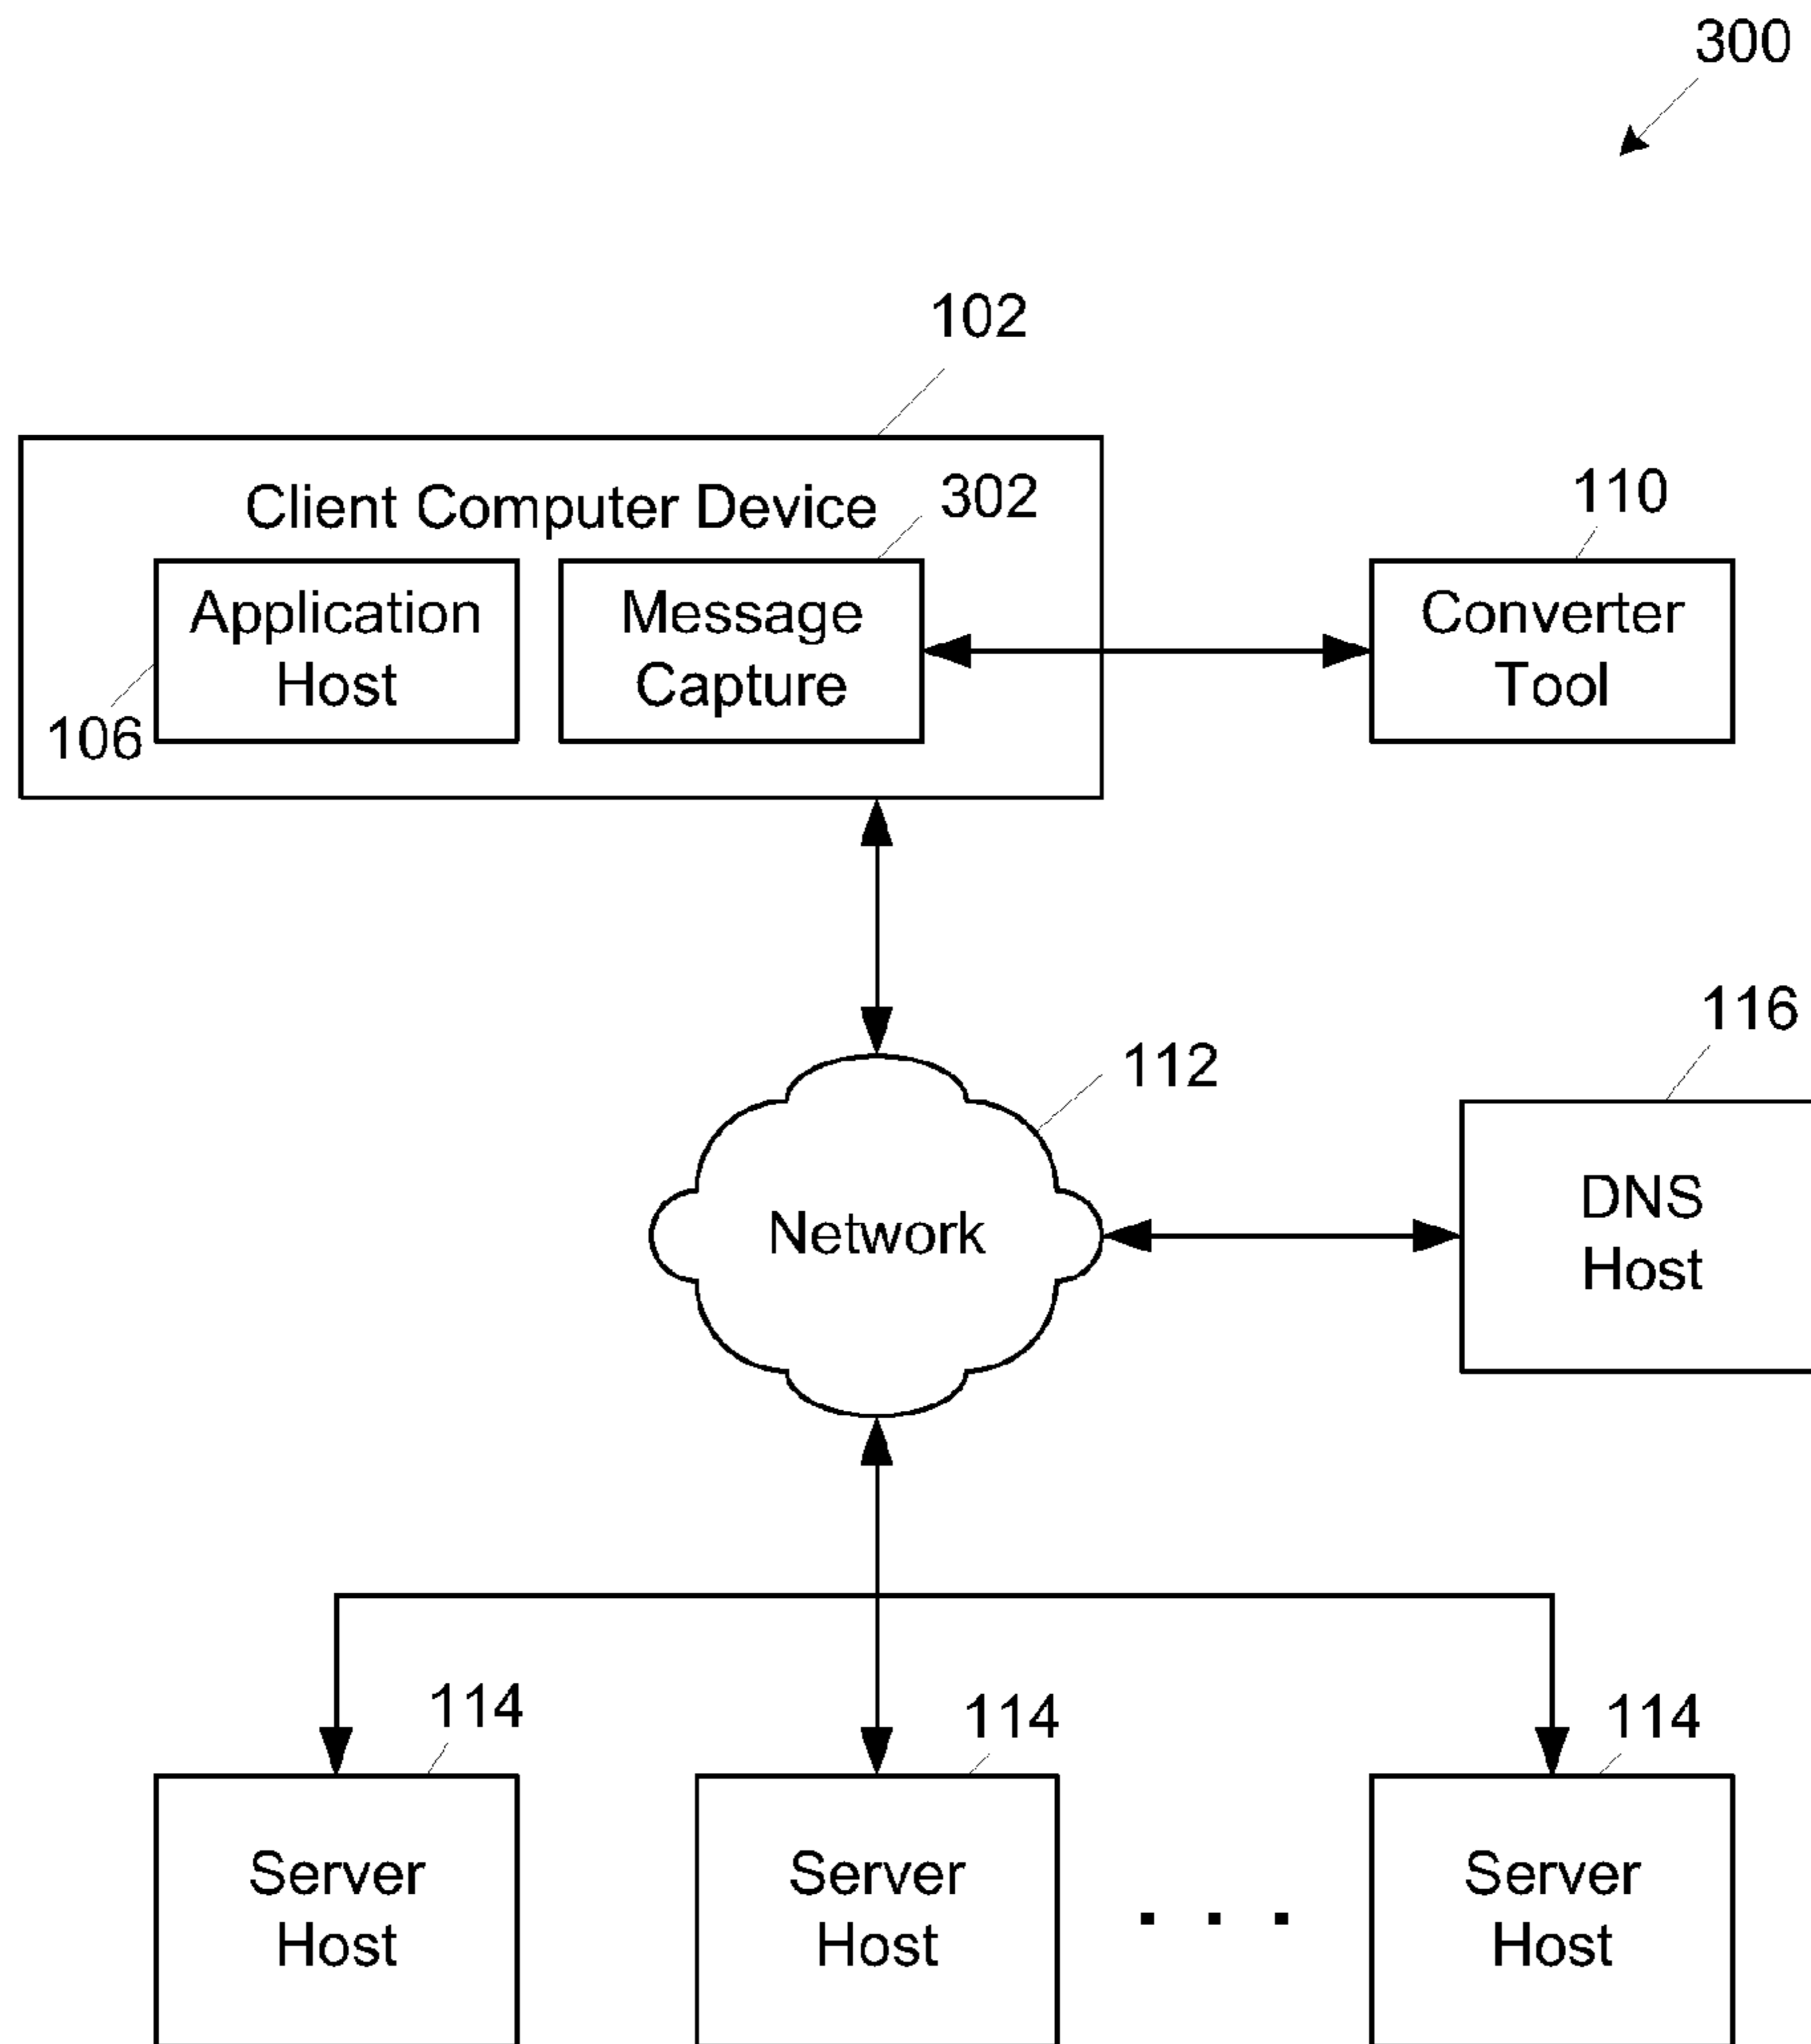 300
102
Client Computer Device
302
110
Application
Host
Message
Capture
Converter
Tool
106
116
112
DNS
Host
Network
114
114
114
Server
Host
Server
Host
. . .
Server
Host